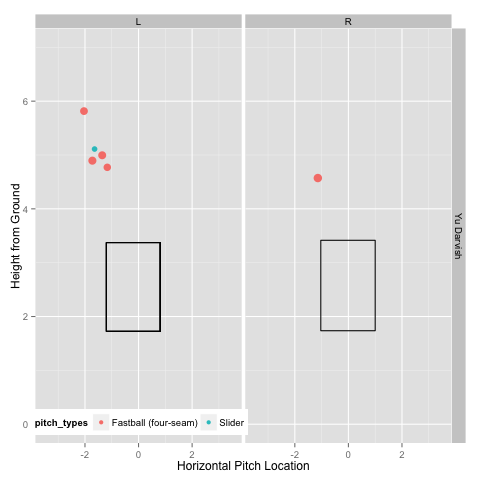 L R
6
4
2
0
Height from Ground
Yu Darvish
pitch_types Fastball (four-seam) Slider
-2 0 2 -2 0 2
Horizontal Pitch Location